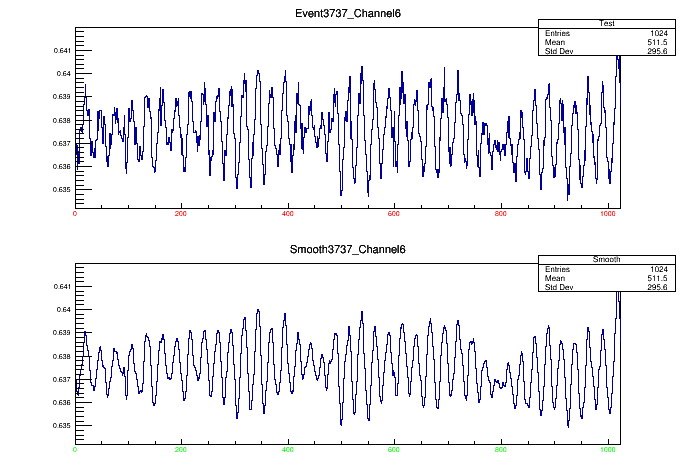 Event3737_Channel6
Test
Entries 1024
Mean 511.5
Std Dev 295.6
0.641
0.64
0.639
0.638
0.637
0.636
0.635
0 200 400 600 800 1000
Smooth3737_Channel6
Smooth
Entries 1024
Mean 511.5
Std Dev 295.6
0.641
0.64
0.639
0.638
0.637
0.636
0.635
0 200 400 600 800 1000